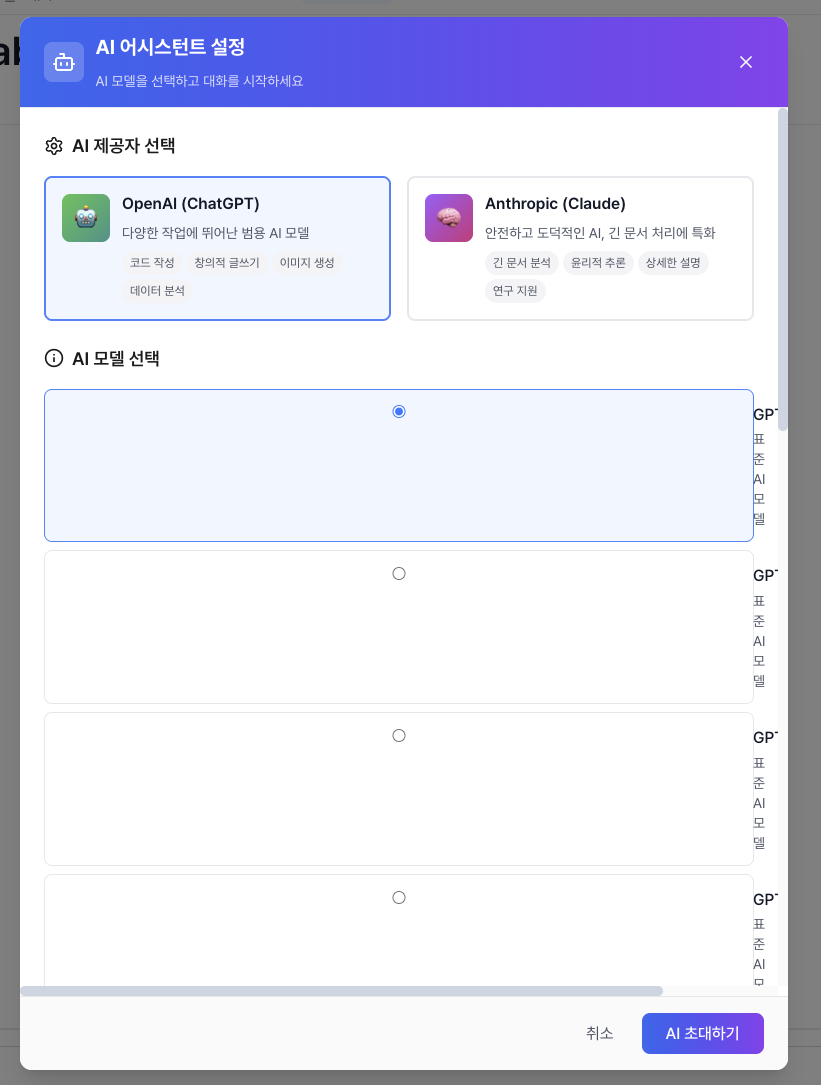 AI 어시스턴트 설정
AI 모델을 선택하고 대화를 시작하세요
AI 제공자 선택
OpenAI (ChatGPT)
다양한 작업에 뛰어난 범용 AI 모델
코드 작성
창의적 글쓰기
이미지 생성
데이터 분석
Anthropic (Claude)
안전하고 도덕적인 AI, 긴 문서 처리에 특화
긴 문서 분석
윤리적 추론
상세한 설명
연구 지원
AI 모델 선택
GPT
표
준
AI
모
델
GPT
표
준
AI
모
델
GPT
표
준
AI
모
델
GPT
표
준
AI
모
취소
AI 초대하기